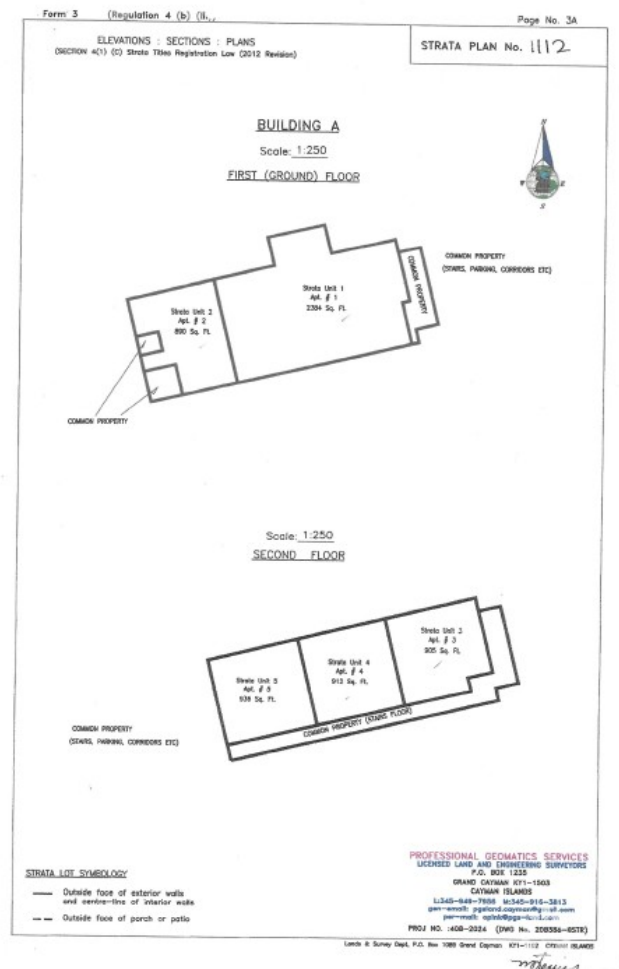 Form 3 (Regulation 4 (b) (ii.,,
Page No. 3A
ELEVATIONS : SECTIONS : PLANS
(SECTION 4(1) (C) Strata Titles Registration Law (2012 Revision)
STRATA PLAN No. 1112
BUILDING A
Scale: 1:250
FIRST (GROUND) FLOOR
N
W E
S
COMMON PROPERTY
(STAIRS, PARKING, CORRIDORS ETC)
COMMON PROPERTY
Strata Unit 1
Apt. # 1
2384 Sq. Ft.
Strata Unit 2
Apt. # 2
890 Sq. Ft.
COMMON PROPERTY
Scale: 1:250
SECOND FLOOR
Strata Unit 3
Apt. # 3
905 Sq. Ft.
Strata Unit 4
Apt. # 4
913 Sq. Ft.
Strata Unit 5
Apt. # 5
Sq. Ft.
COMMON PROPERTY (STAIRS FLOOR)
COMMON PROPERTY
(STAIRS, PARKING, CORRIDORS ETC)
STRATA LOT SYMBOLOGY
Outside face of exterior walls
and centre-line of interior walls
Outside face of porch or patio
PROFESSIONAL GEOMATICS SERVICES
LICENSED LAND AND ENGINEERING SURVEYORS
P.O. BOX 1235
GRAND CAYMAN KY1-1503
CAYMAN ISLANDS
PROJ NO. :408-2024
Lands & Survey Dept, P.O. Box 1089 Grand Cayman KY1-1112 CAYMAN ISLANDS